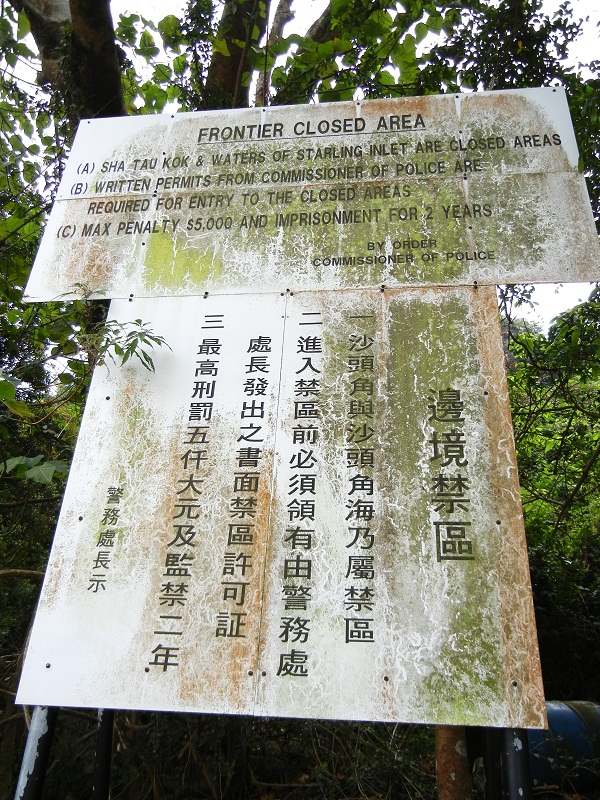 FRONTIER CLOSED AREA
(A) SHA TAU KOK & WATERS OF STARLING INLET ARE CLOSED AREAS
(B) WRITTEN PERMITS FROM COMMISSIONER OF POLICE ARE
REQUIRED FOR ENTRY TO THE CLOSED AREAS
(C) MAX PENALTY $5,000 AND IMPRISONMENT FOR 2 YEARS
BY ORDER
COMMISSIONER OF POLICE
邊境禁區
一 沙頭角與沙頭角海乃屬禁區
二 進入禁區前必須領有由警務處
處長發出之書面禁區許可証
三 最高刑罰五仟大元及監禁二年
警務處長示